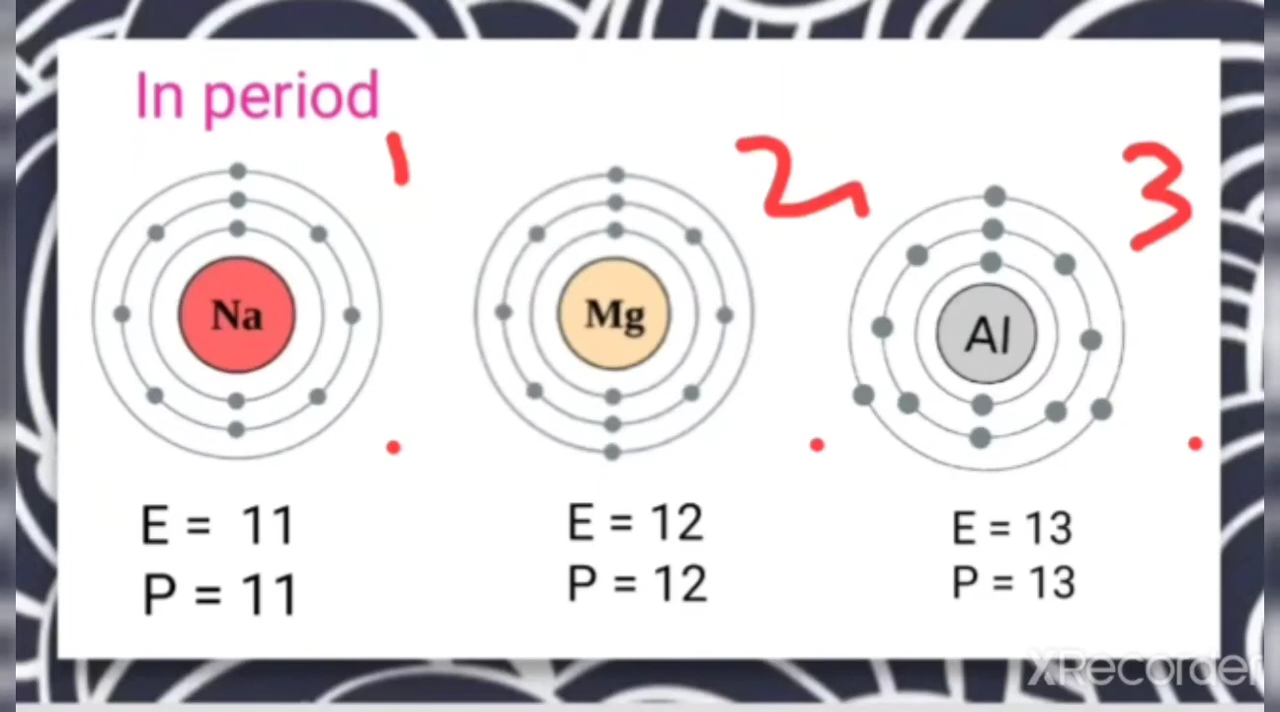 In period
1
2
3
Na
Mg
Al
E = 11
P = 11
E = 12
P = 12
E = 13
P = 13
XRecorder